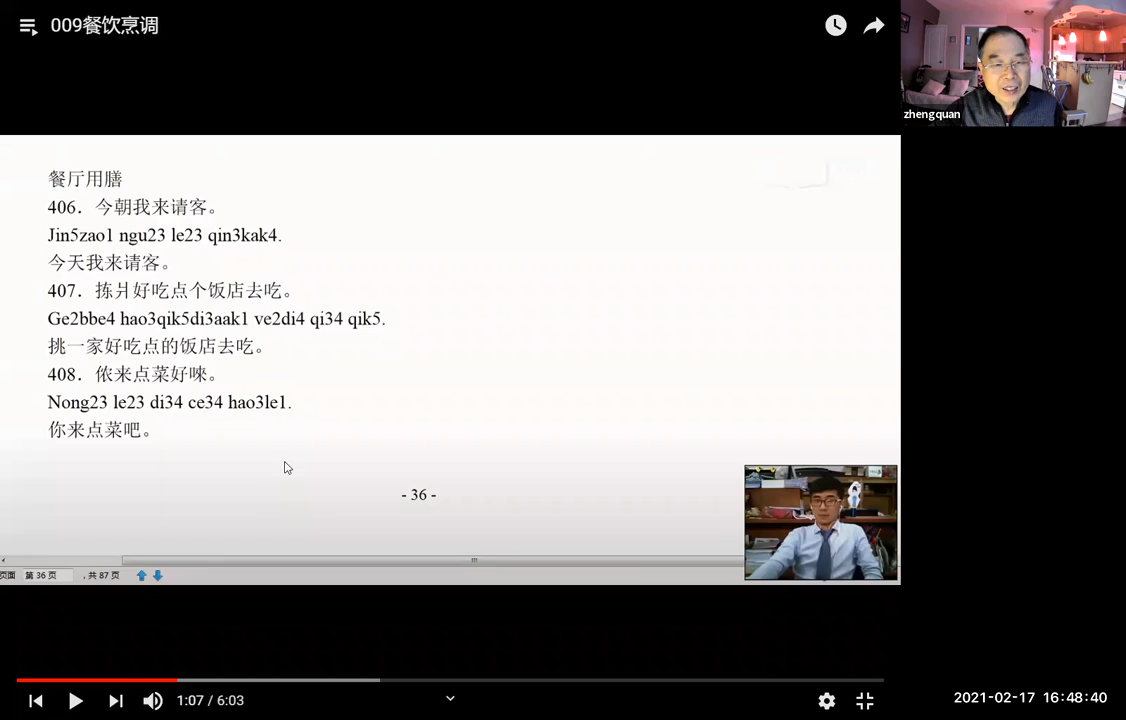 009餐饮烹调
zhengquan
餐厅用膳
406．今朝我来请客。
Jin5zao1 ngu23 le23 qin3kak4.
今天我来请客。
407．拣爿好吃点个饭店去吃。
Ge2bbe4 hao3qik5di3aak1 ve2di4 qi34 qik5.
挑一家好吃点的饭店去吃。
408．侬来点菜好唻。
Nong23 le23 di34 ce34 hao3le1.
你来点菜吧。
- 36 -
页面 第 36 页 , 共 87 页
1:07 / 6:03
2021-02-17 16:48:40